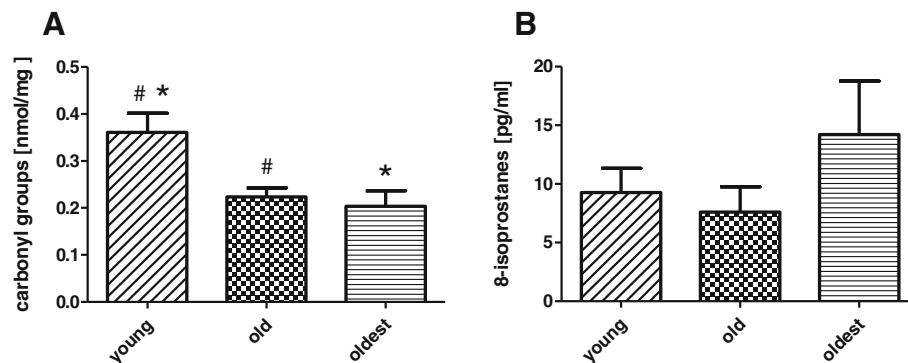 A
carbonyl groups [nmol/mg ]
0.5
0.4
0.3
0.2
0.1
0.0
# *
#
*
young
old
oldest
B
8-isoprostanes [pg/ml]
20
15
10
5
0
young
old
oldest